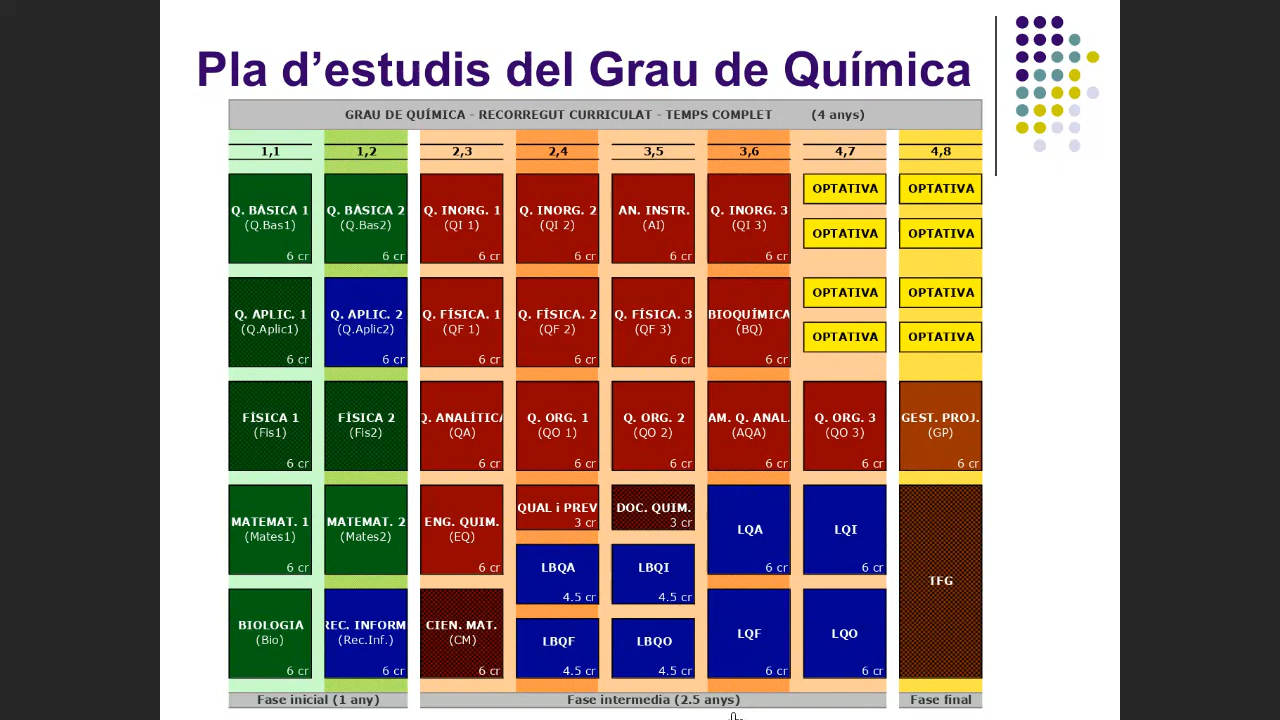 Pla d’estudis del Grau de Química
GRAU DE QUÍMICA - RECORREGUT CURRICULAT - TEMPS COMPLET (4 anys)
1,1 1,2 2,3 2,4 3,5 3,6 4,7 4,8
Q. BÀSICA 1
(Q.Bas1)
6 cr
Q. BÀSICA 2
(Q.Bas2)
6 cr
Q. INORG. 1
(QI 1)
6 cr
Q. INORG. 2
(QI 2)
6 cr
AN. INSTR.
(AI)
6 cr
Q. INORG. 3
(QI 3)
6 cr
OPTATIVA
OPTATIVA
OPTATIVA
OPTATIVA
Q. APLIC. 1
(Q.Aplic1)
6 cr
Q. APLIC. 2
(Q.Aplic2)
6 cr
Q. FÍSICA. 1
(QF 1)
6 cr
Q. FÍSICA. 2
(QF 2)
6 cr
Q. FÍSICA. 3
(QF 3)
6 cr
BIOQUÍMICA
(BQ)
6 cr
OPTATIVA
OPTATIVA
OPTATIVA
OPTATIVA
FÍSICA 1
(Fis1)
6 cr
FÍSICA 2
(Fis2)
6 cr
Q. ANALÍTICA
(QA)
6 cr
Q. ORG. 1
(QO 1)
6 cr
Q. ORG. 2
(QO 2)
6 cr
AM. Q. ANAL.
(AQA)
6 cr
Q. ORG. 3
(QO 3)
6 cr
GEST. PROJ.
(GP)
6 cr
MATEMAT. 1
(Mates1)
6 cr
MATEMAT. 2
(Mates2)
6 cr
ENG. QUIM.
(EQ)
6 cr
QUAL i PREV
3 cr
DOC. QUIM.
3 cr
LBQA
4.5 cr
LBQI
4.5 cr
LQA
6 cr
LQI
6 cr
TFG
BIOLOGIA
(Bio)
6 cr
REC. INFORM
(Rec.Inf.)
6 cr
CIEN. MAT.
(CM)
6 cr
LBQF
4.5 cr
LBQO
4.5 cr
LQF
6 cr
LQO
6 cr
Fase inicial (1 any) Fase intermedia (2.5 anys) Fase final